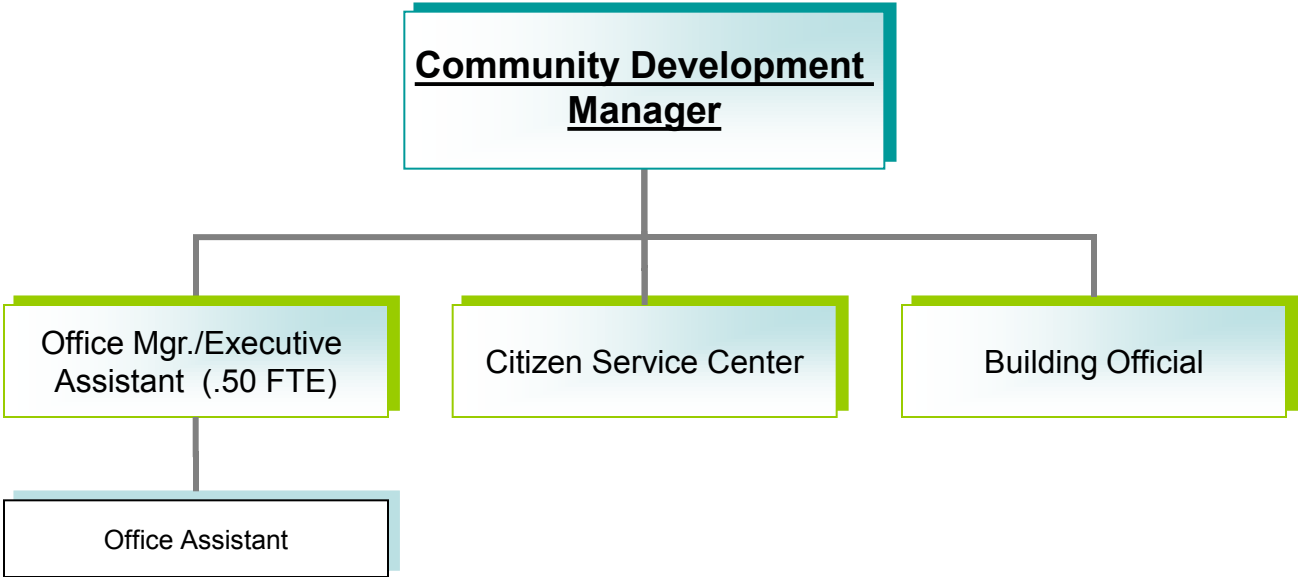 Community Development
Manager
Office Mgr./Executive
Assistant (.50 FTE)
Citizen Service Center
Building Official
Office Assistant